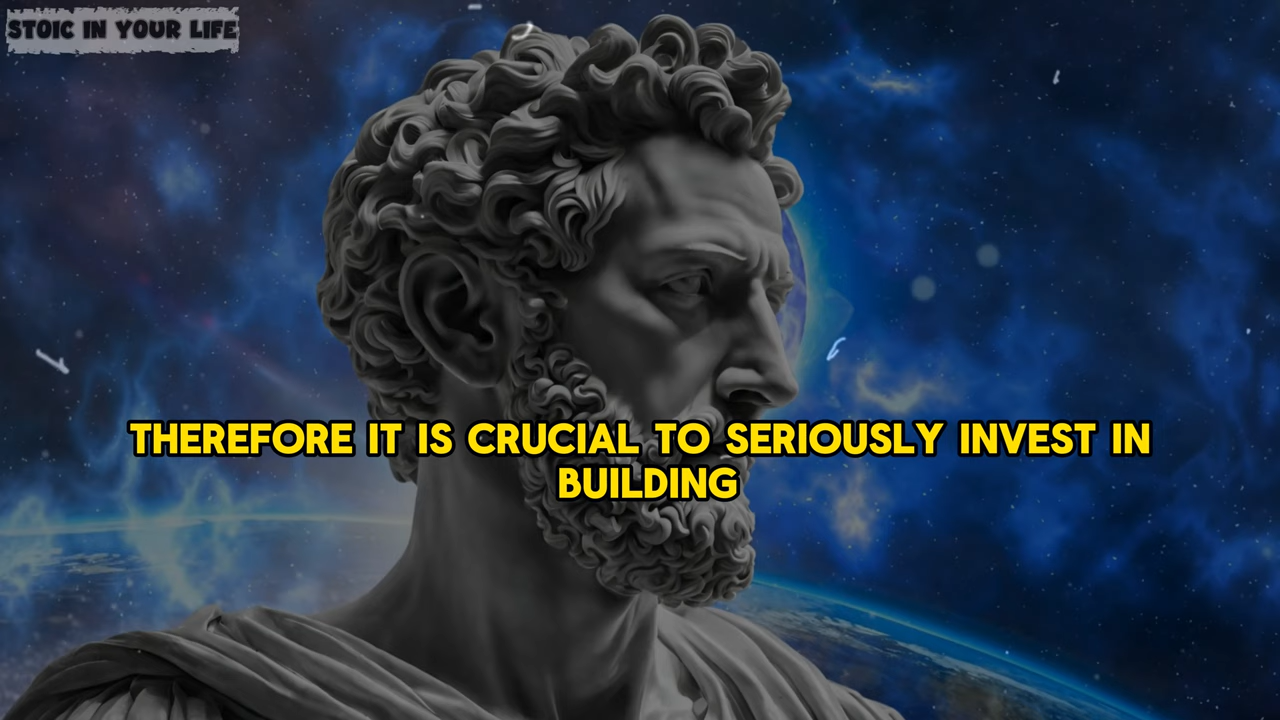 STOIC IN YOUR LIFE
THEREFORE IT IS CRUCIAL TO SERIOUSLY INVEST IN
BUILDING